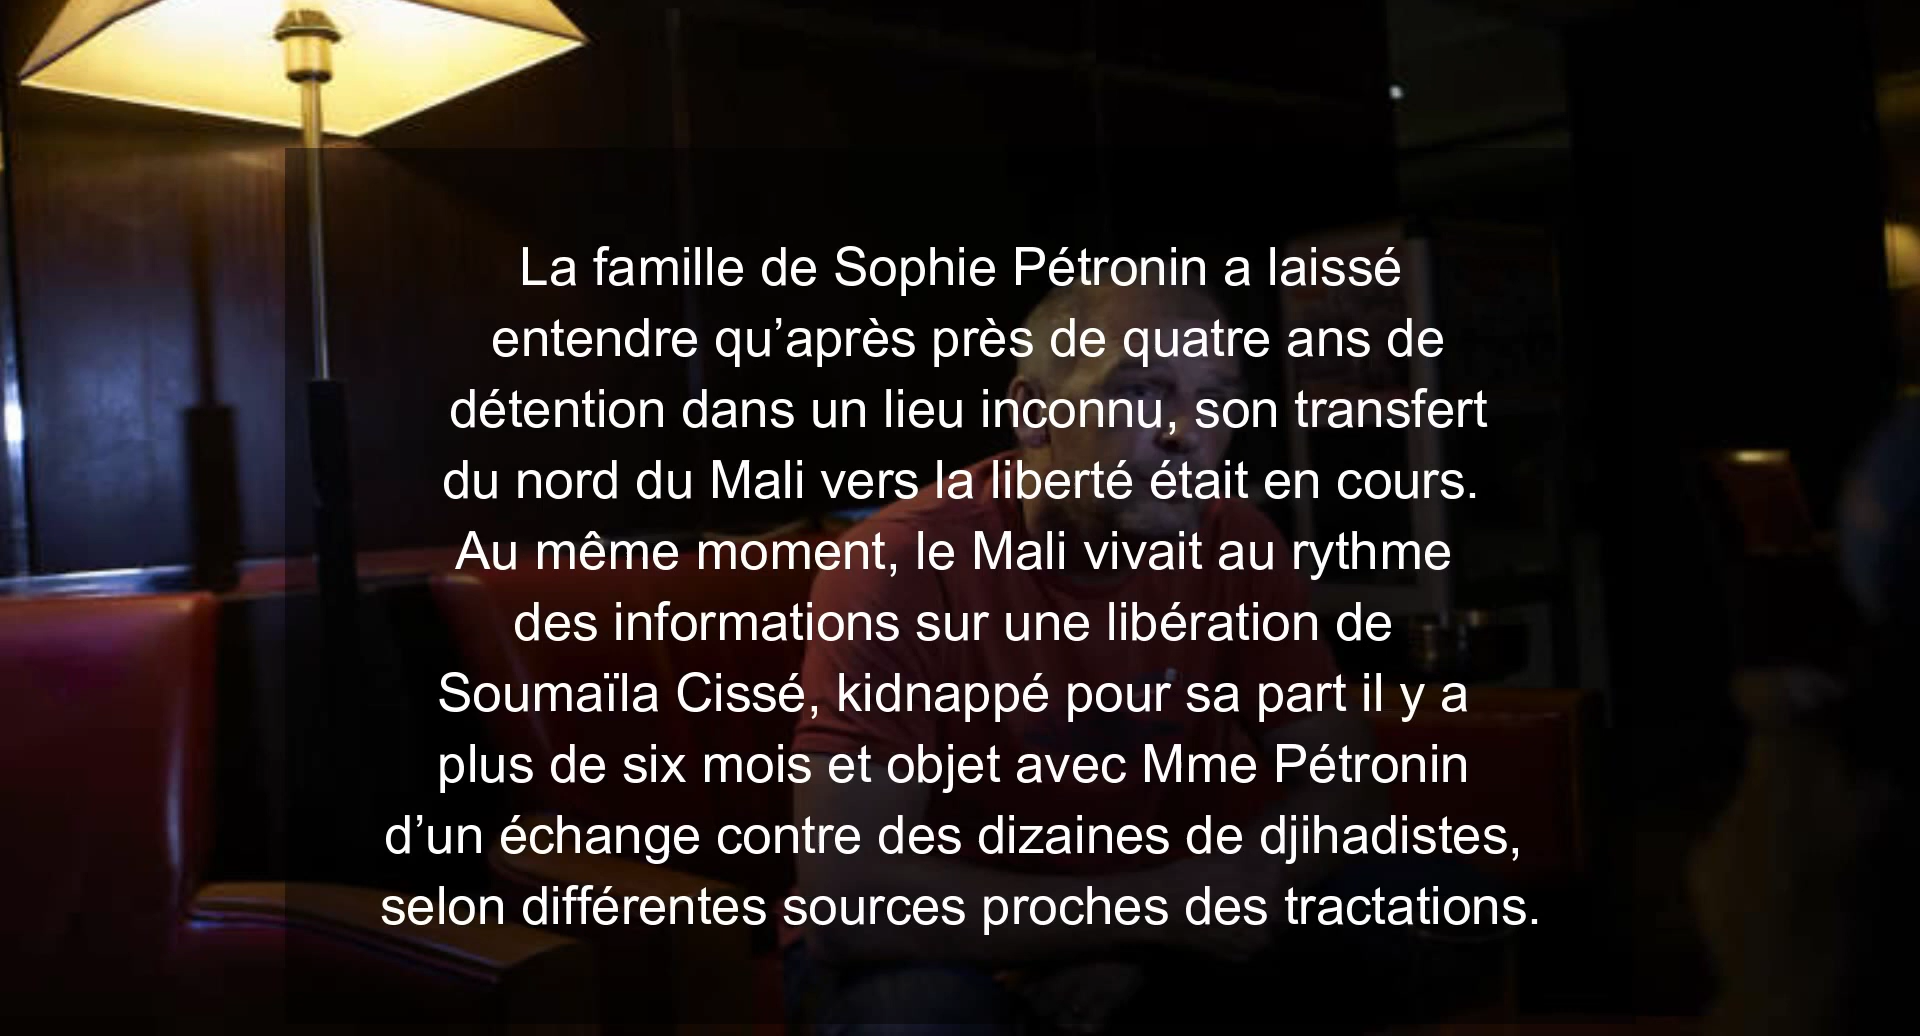 La famille de Sophie Pétronin a laissé
entendre qu’après près de quatre ans de
détention dans un lieu inconnu, son transfert
du nord du Mali vers la liberté était en cours.
Au même moment, le Mali vivait au rythme
des informations sur une libération de
Soumaïla Cissé, kidnappé pour sa part il y a
plus de six mois et objet avec Mme Pétronin
d’un échange contre des dizaines de djihadistes,
selon différentes sources proches des tractations.